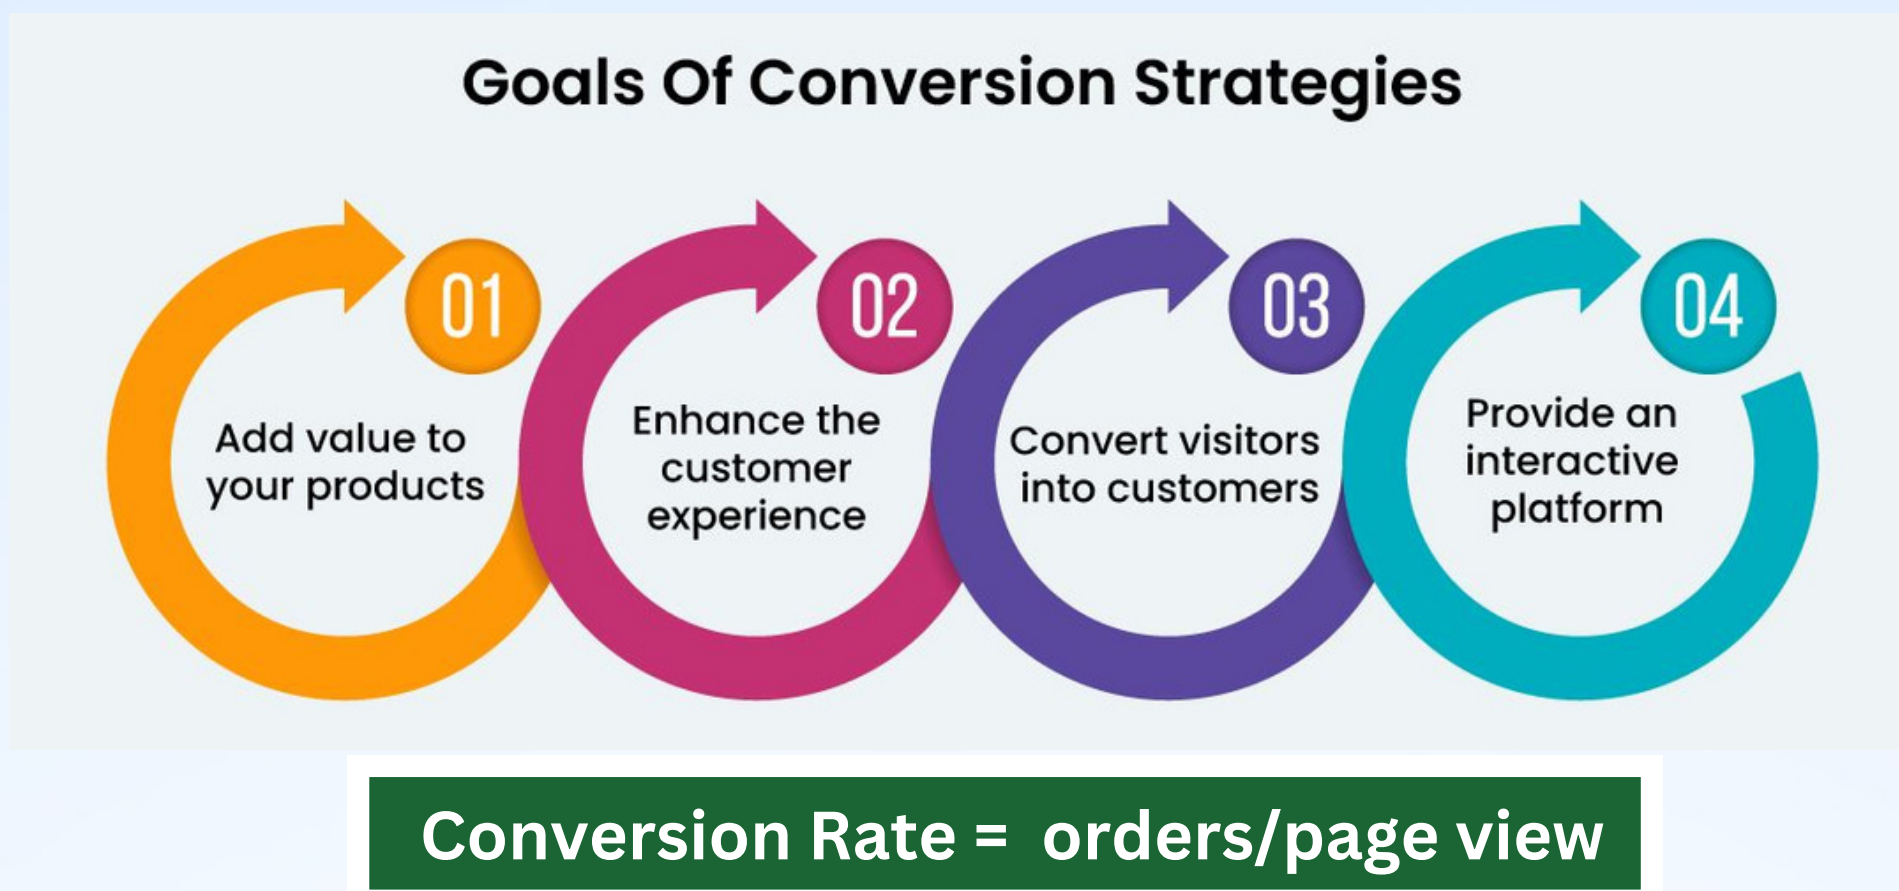 Goals Of Conversion Strategies
01
Add value to
your products
02
Enhance the
customer
experience
03
Convert visitors
into customers
04
Provide an
interactive
platform
Conversion Rate = orders/page view